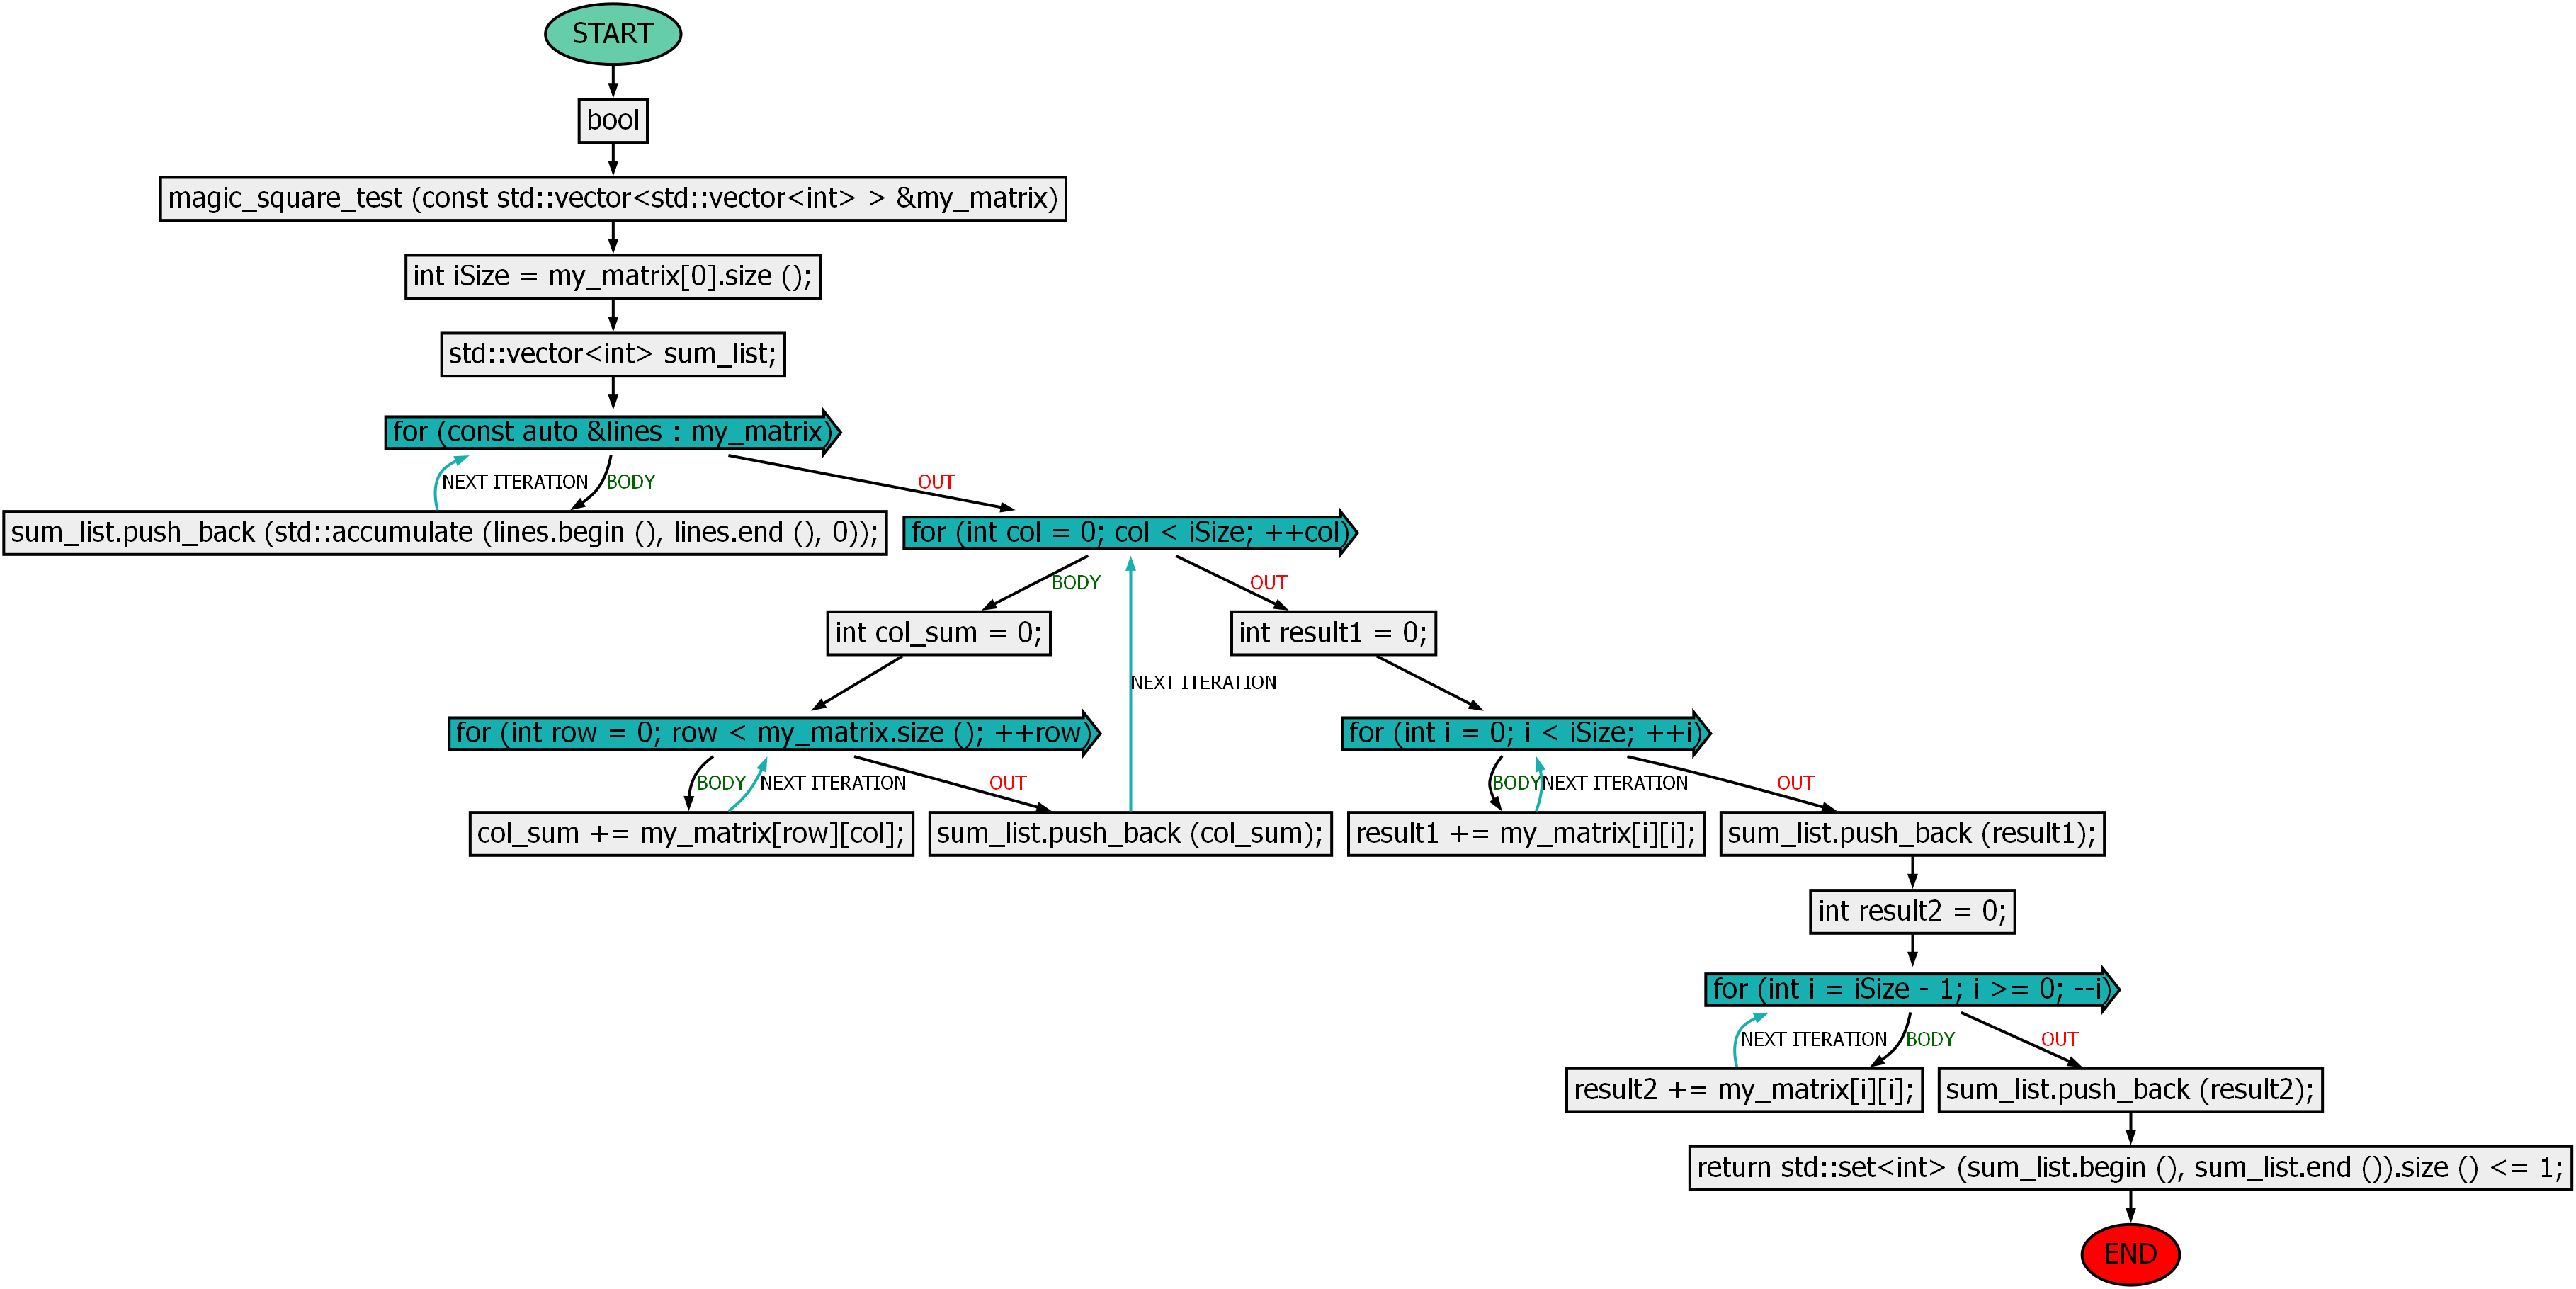 START
bool
magic_square_test (const std::vector<std::vector<int> > &my_matrix)
int iSize = my_matrix[0].size ();
std::vector<int> sum_list;
for (const auto &lines : my_matrix)
NEXT ITERATION
BODY
OUT
sum_list.push_back (std::accumulate (lines.begin (), lines.end (), 0));
for (int col = 0; col < iSize; ++col)
BODY
OUT
int col_sum = 0;
int result1 = 0;
NEXT ITERATION
for (int row = 0; row < my_matrix.size (); ++row)
for (int i = 0; i < iSize; ++i)
BODY
NEXT ITERATION
OUT
BODY
NEXT ITERATION
OUT
col_sum += my_matrix[row][col];
sum_list.push_back (col_sum);
result1 += my_matrix[i][i];
sum_list.push_back (result1);
int result2 = 0;
for (int i = iSize - 1; i >= 0; --i)
NEXT ITERATION
BODY
OUT
result2 += my_matrix[i][i];
sum_list.push_back (result2);
return std::set<int> (sum_list.begin (), sum_list.end ()).size () <= 1;
END